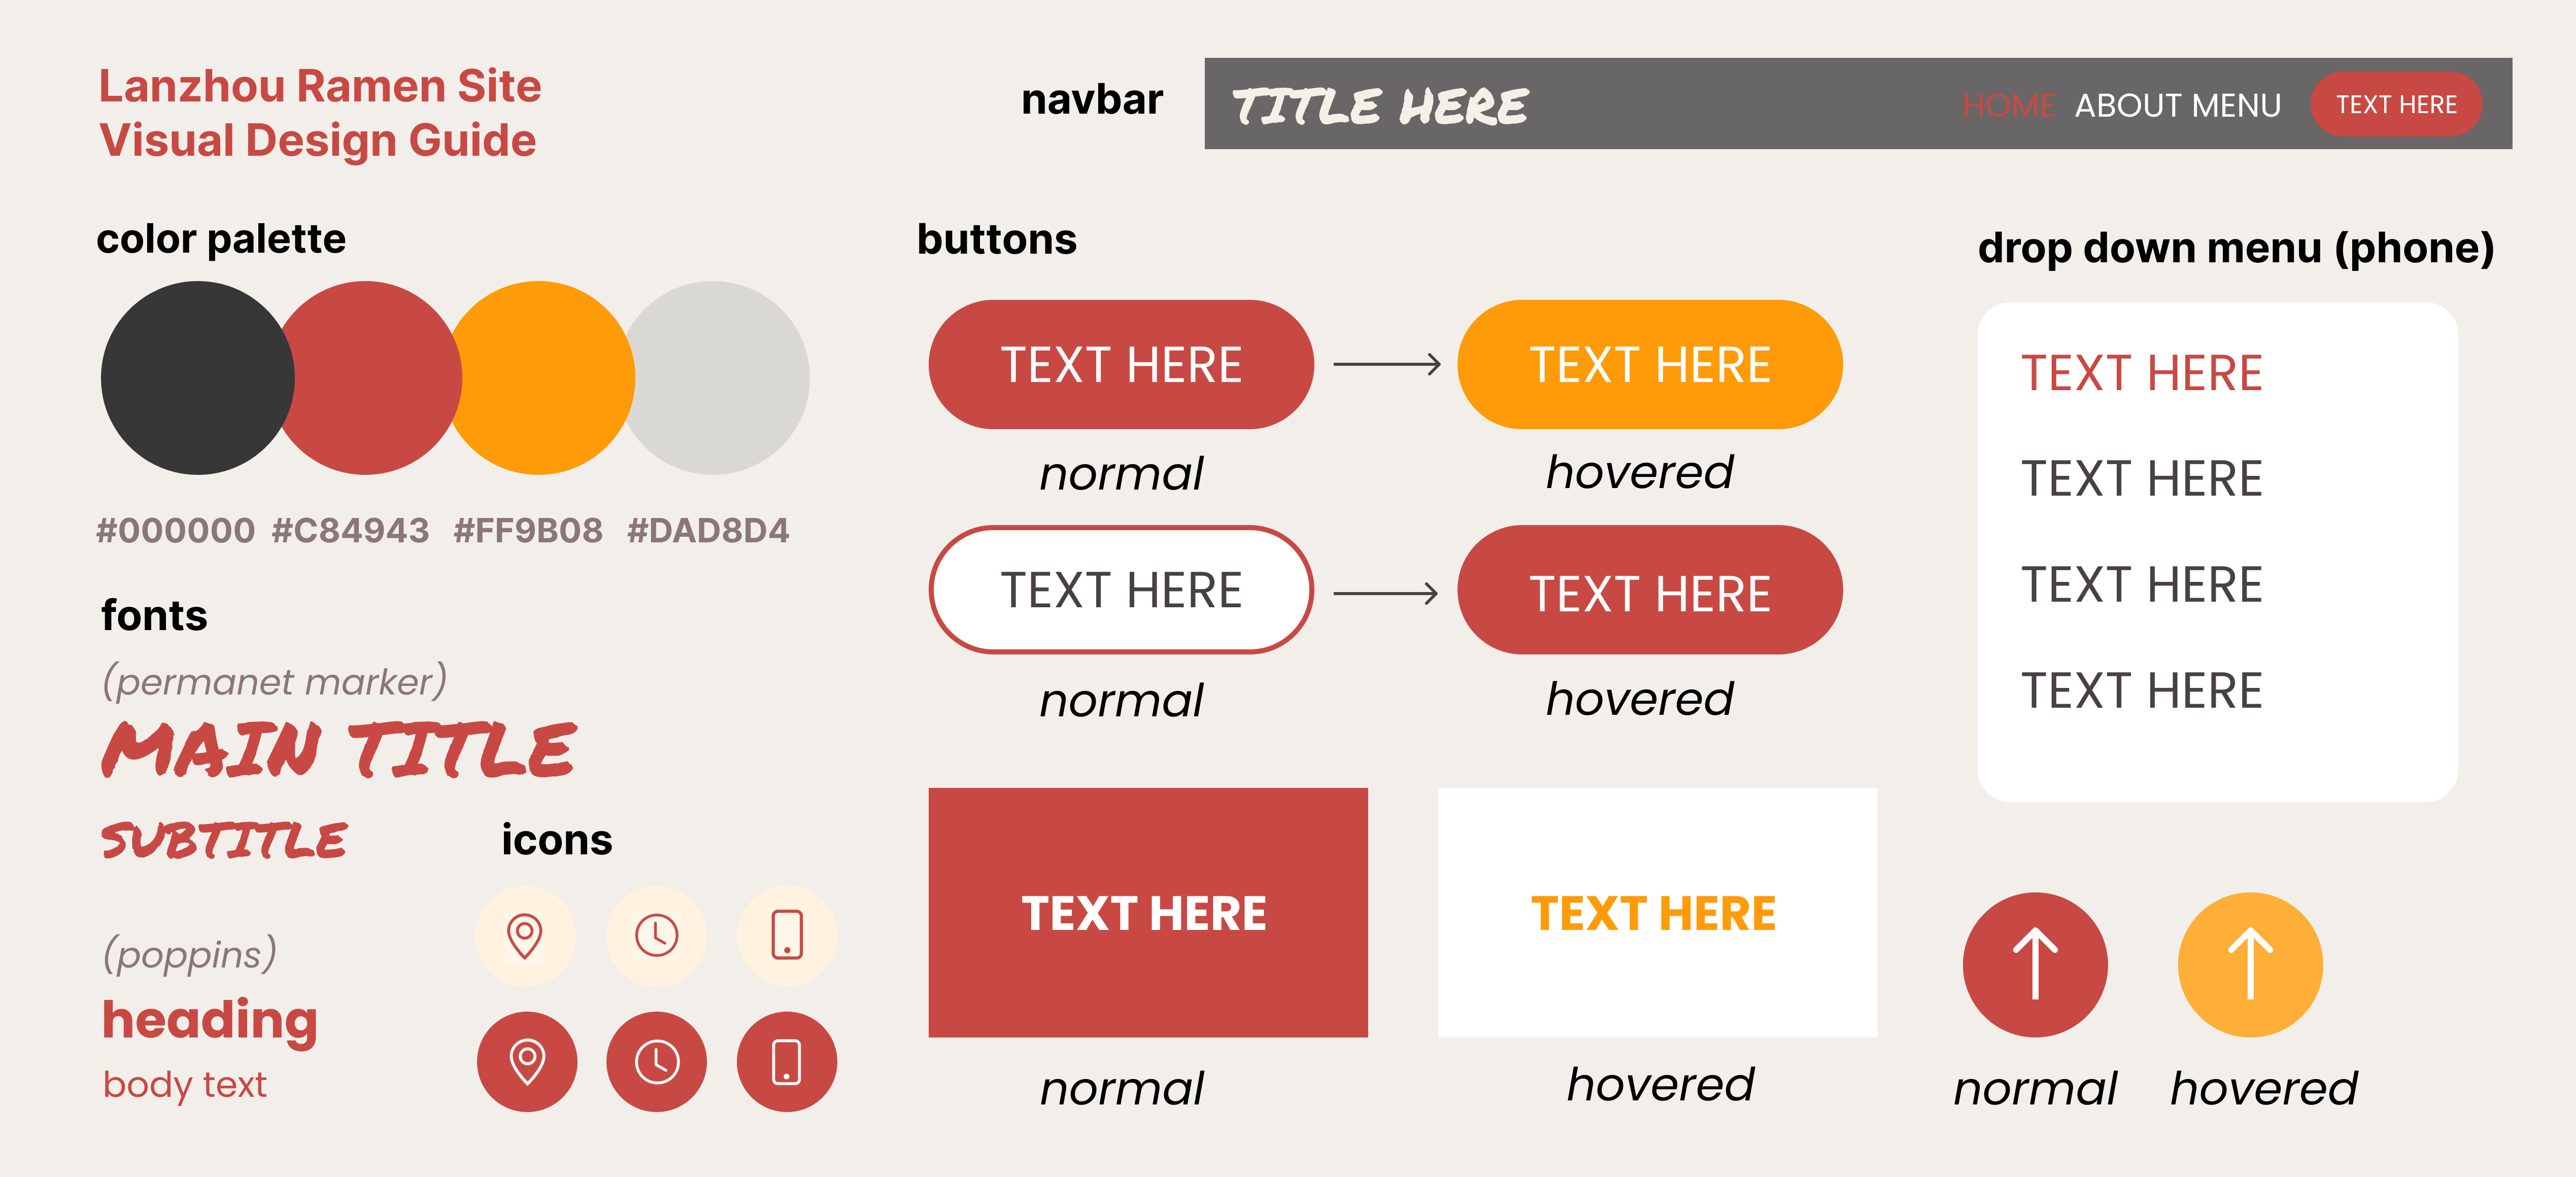 Lanzhou Ramen Site
Visual Design Guide
navbar
TITLE HERE
HOME ABOUT MENU
TEXT HERE
color palette
#000000 #C84943 #FF9B08 #DAD8D4
fonts
(permanet marker)
MAIN TITLE
SUBTITLE
(poppins)
heading
body text
icons
buttons
TEXT HERE
TEXT HERE
normal
hovered
TEXT HERE
TEXT HERE
normal
hovered
TEXT HERE
TEXT HERE
normal
hovered
drop down menu (phone)
TEXT HERE
TEXT HERE
TEXT HERE
TEXT HERE
normal
hovered